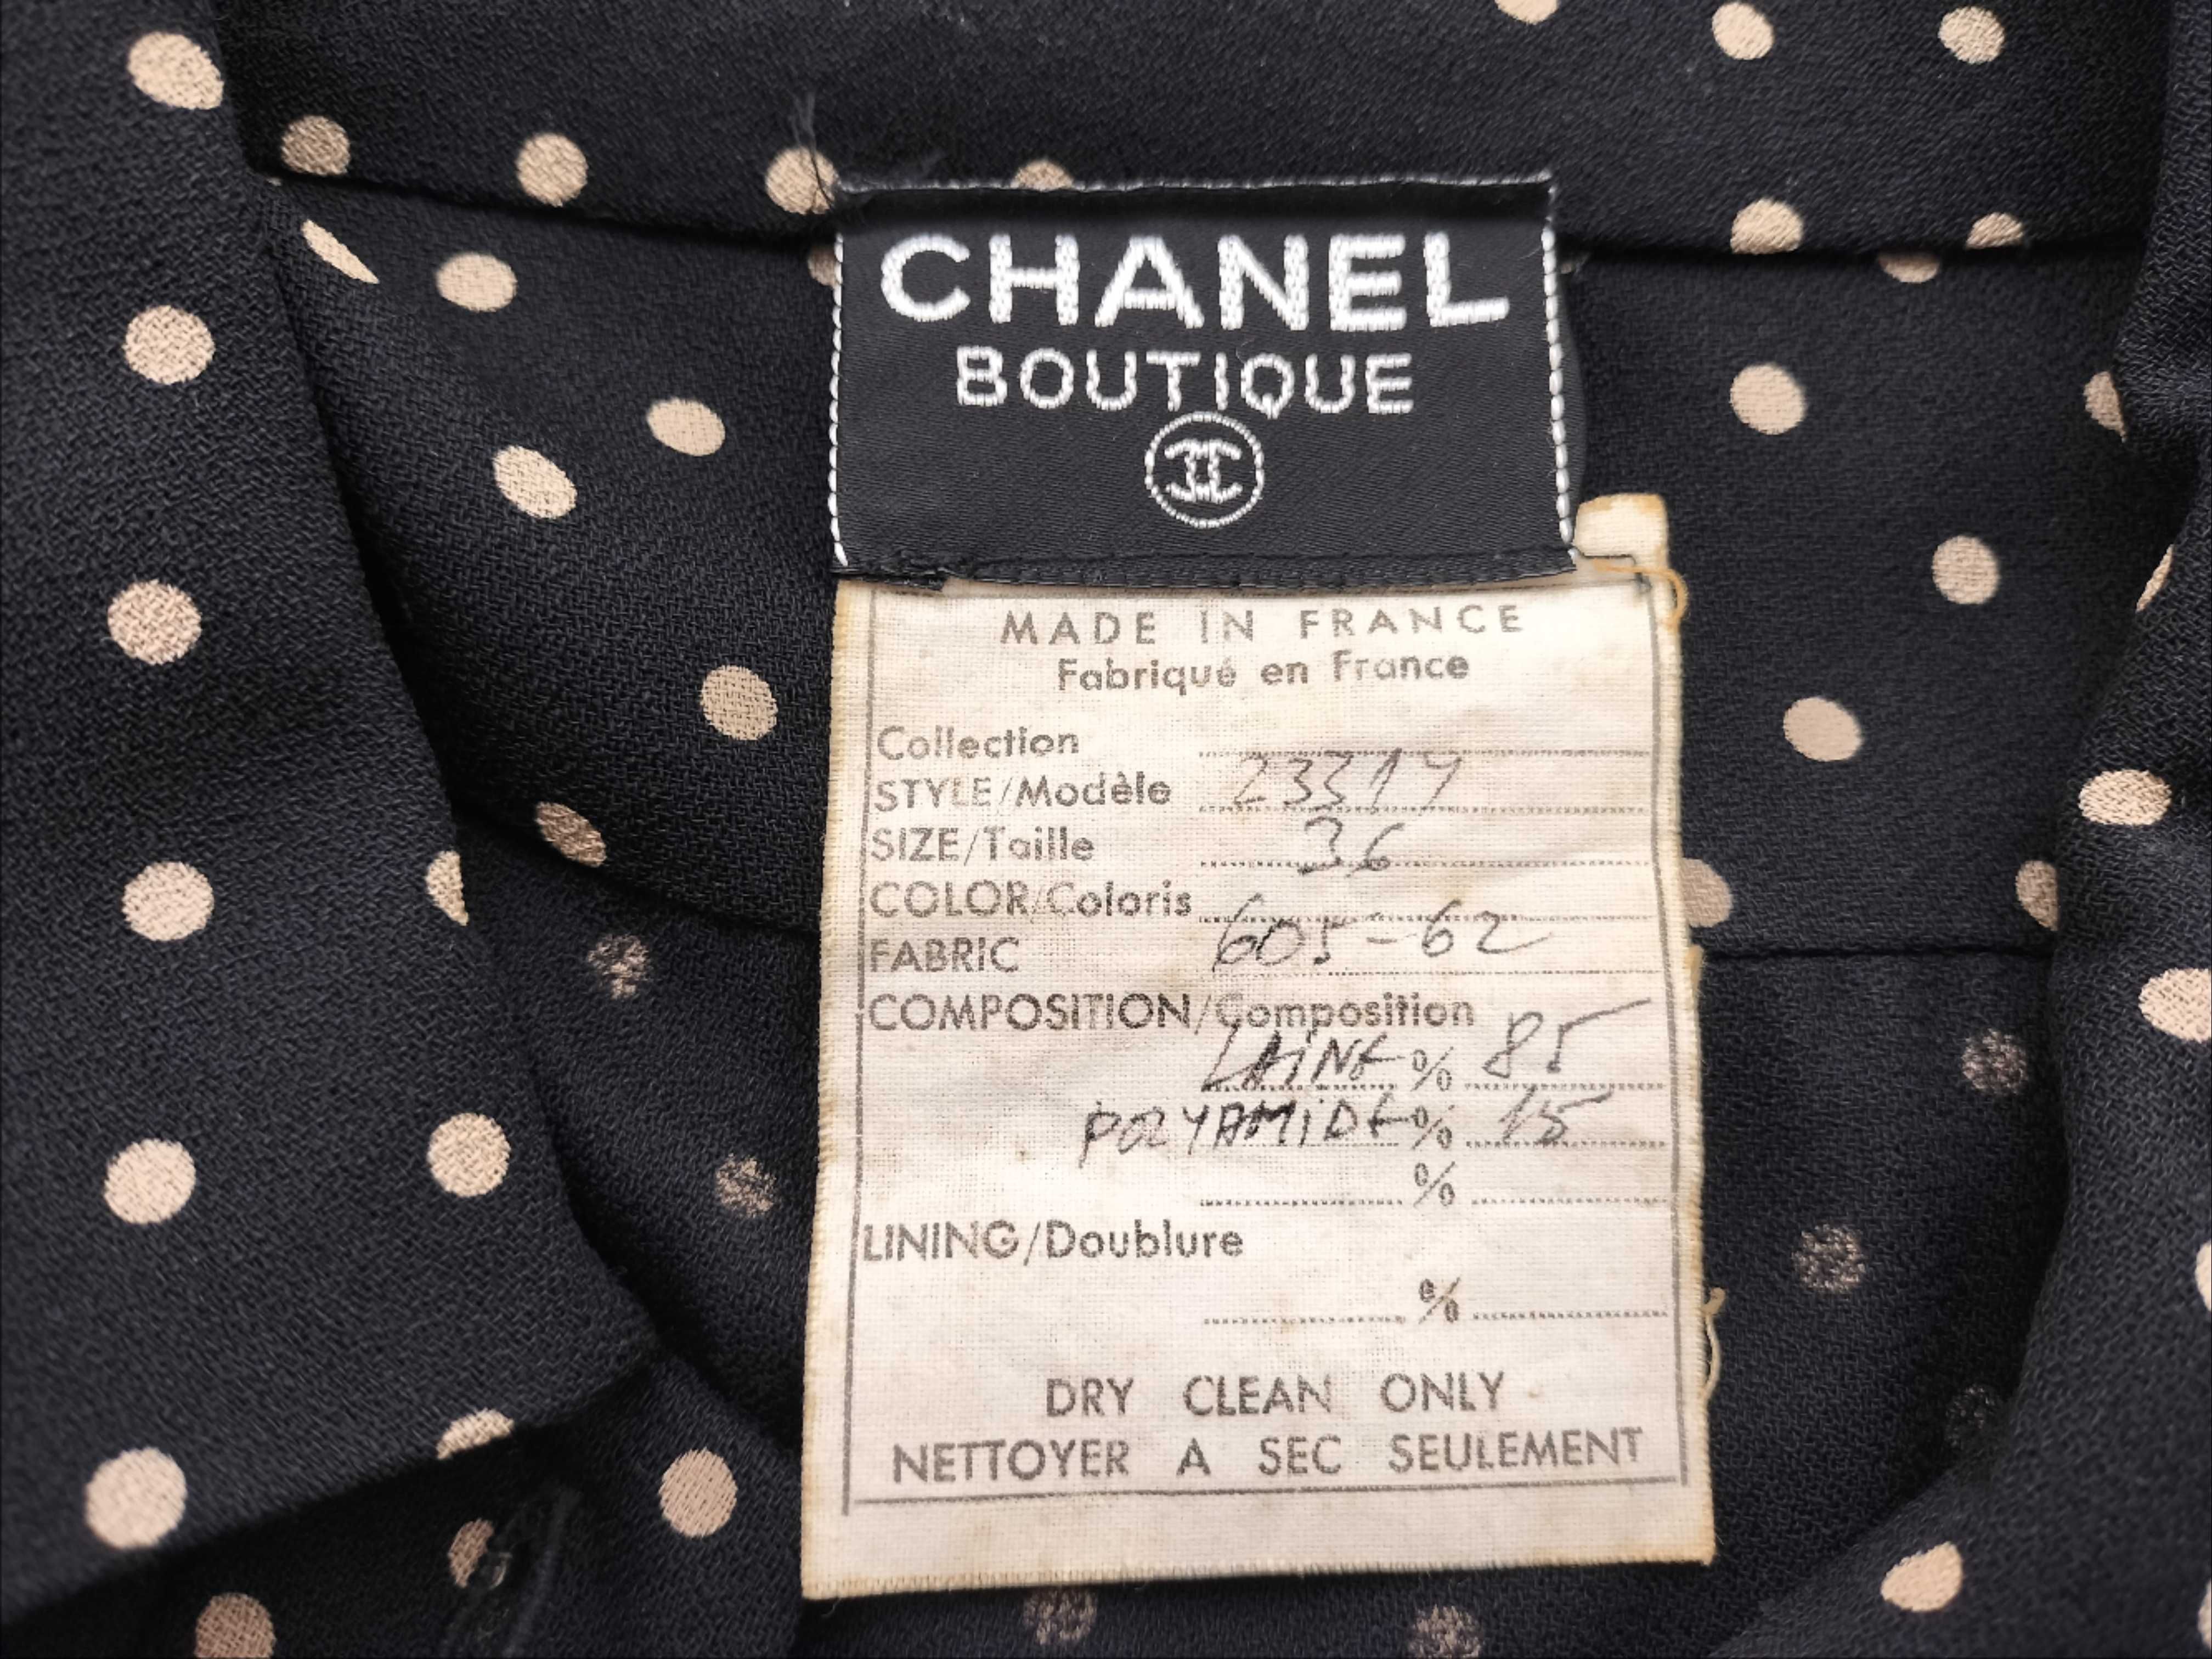 CHANEL
BOUTIQUE
MADE IN FRANCE
Fabriqué en France
Collection
STYLE/Modèle 23314
SIZE/Taille 36
COLOR/Coloris
FABRIC 605-62
COMPOSITION/Composition
LAiNE % 85
POLYAMiDE % 15
%
LINING/Doublure
%
DRY CLEAN ONLY
NETTOYER A SEC SEULEMENT